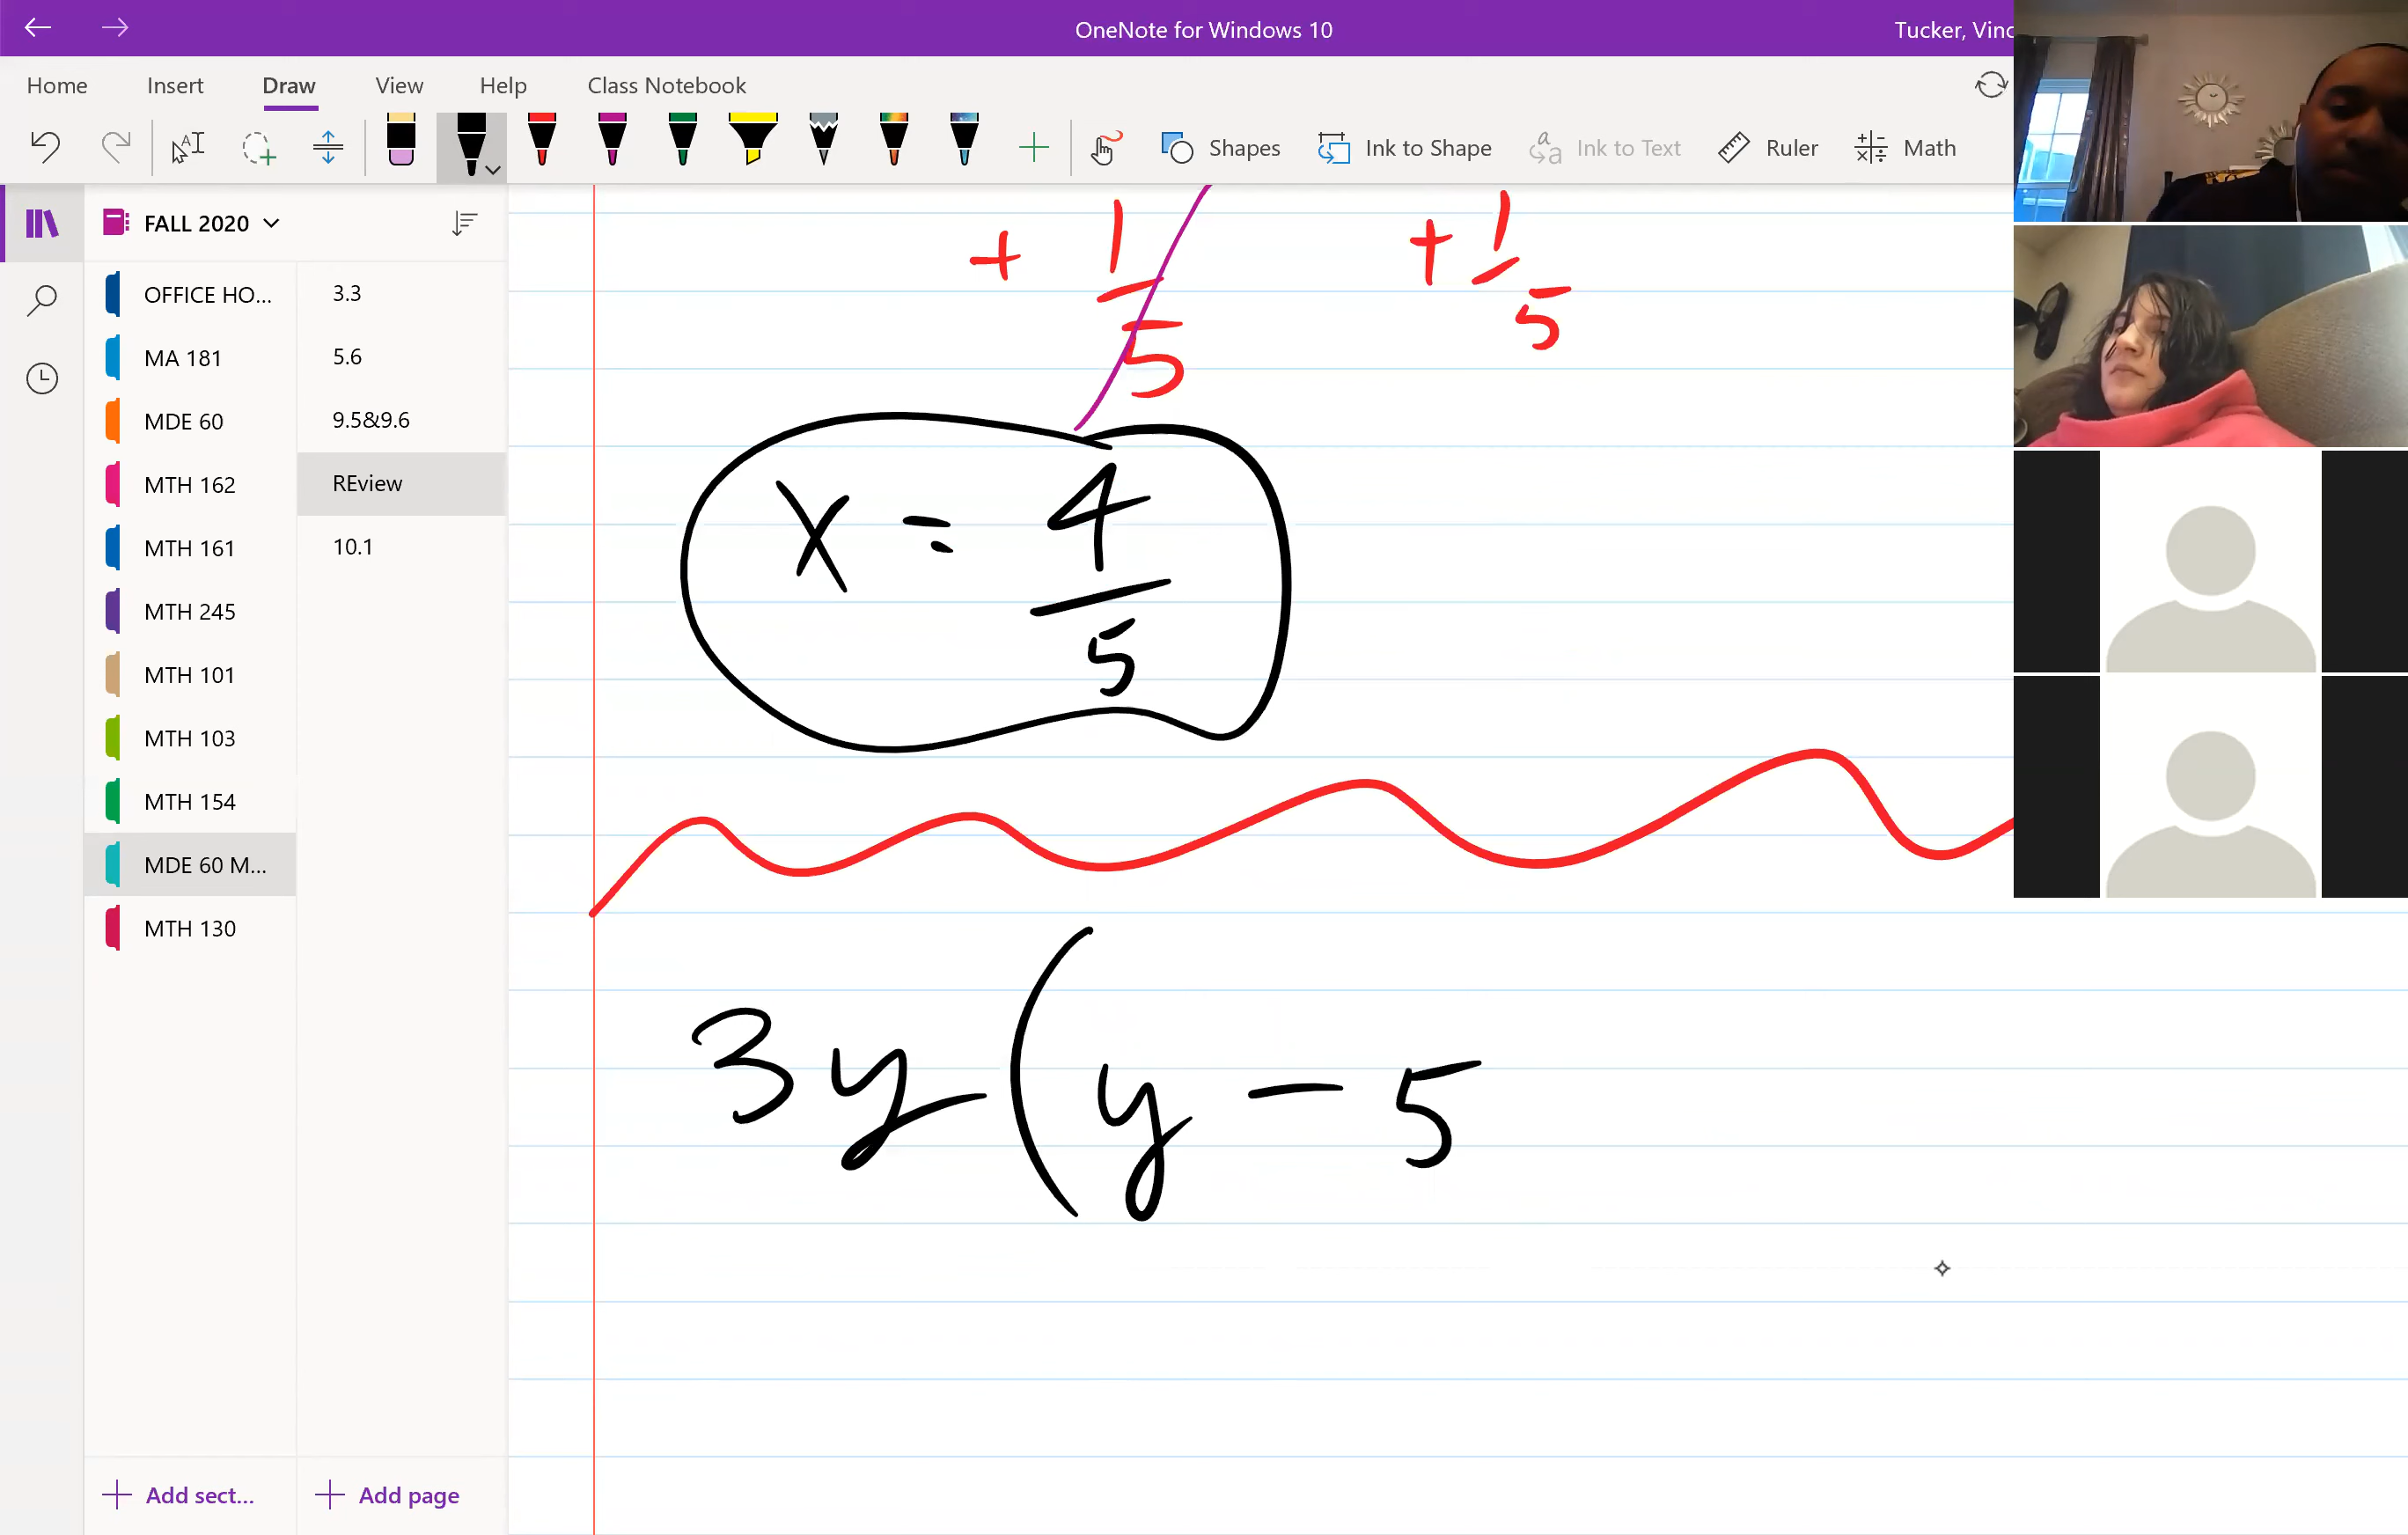 OneNote for Windows 10
Tucker, Vinc
Home Insert Draw View Help Class Notebook
Shapes Ink to Shape Ink to Text Ruler Math
FALL 2020
OFFICE HO...
MA 181
MDE 60
MTH 162
MTH 161
MTH 245
MTH 101
MTH 103
MTH 154
MDE 60 M...
MTH 130
Add sect...
3.3
5.6
9.5&9.6
REview
10.1
Add page
+ 1/5 + 1/5
x = 4/5
3y(y - 5